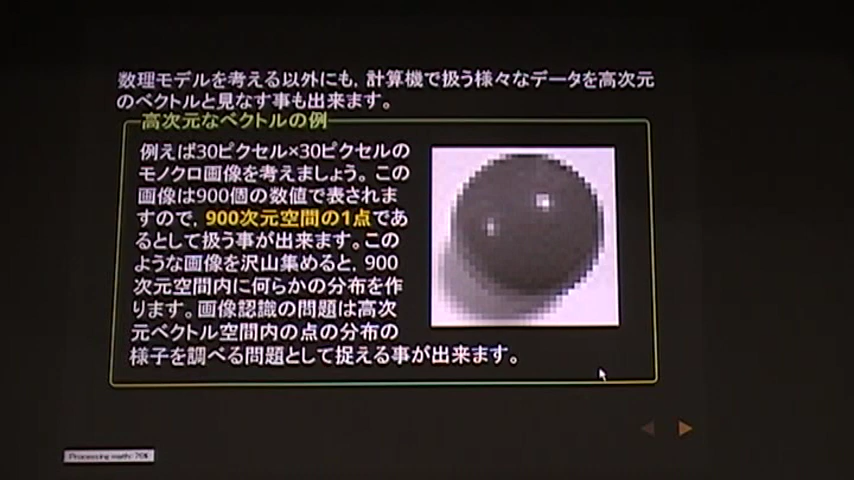 数理モデルを考える以外にも，計算機で扱う様々なデータを高次元
のベクトルと見なす事も出来ます。
高次元なベクトルの例
例えば30ピクセル×30ピクセルの
モノクロ画像を考えましょう。この
画像は900個の数値で表されま
すので，900次元空間の1点であ
るとして扱う事が出来ます。この
ような画像を沢山集めると，900
次元空間内に何らかの分布を作
ります。画像認識の問題は高次
元ベクトル空間内の点の分布の
様子を調べる問題として捉える事が出来ます。
Processing math: 76%